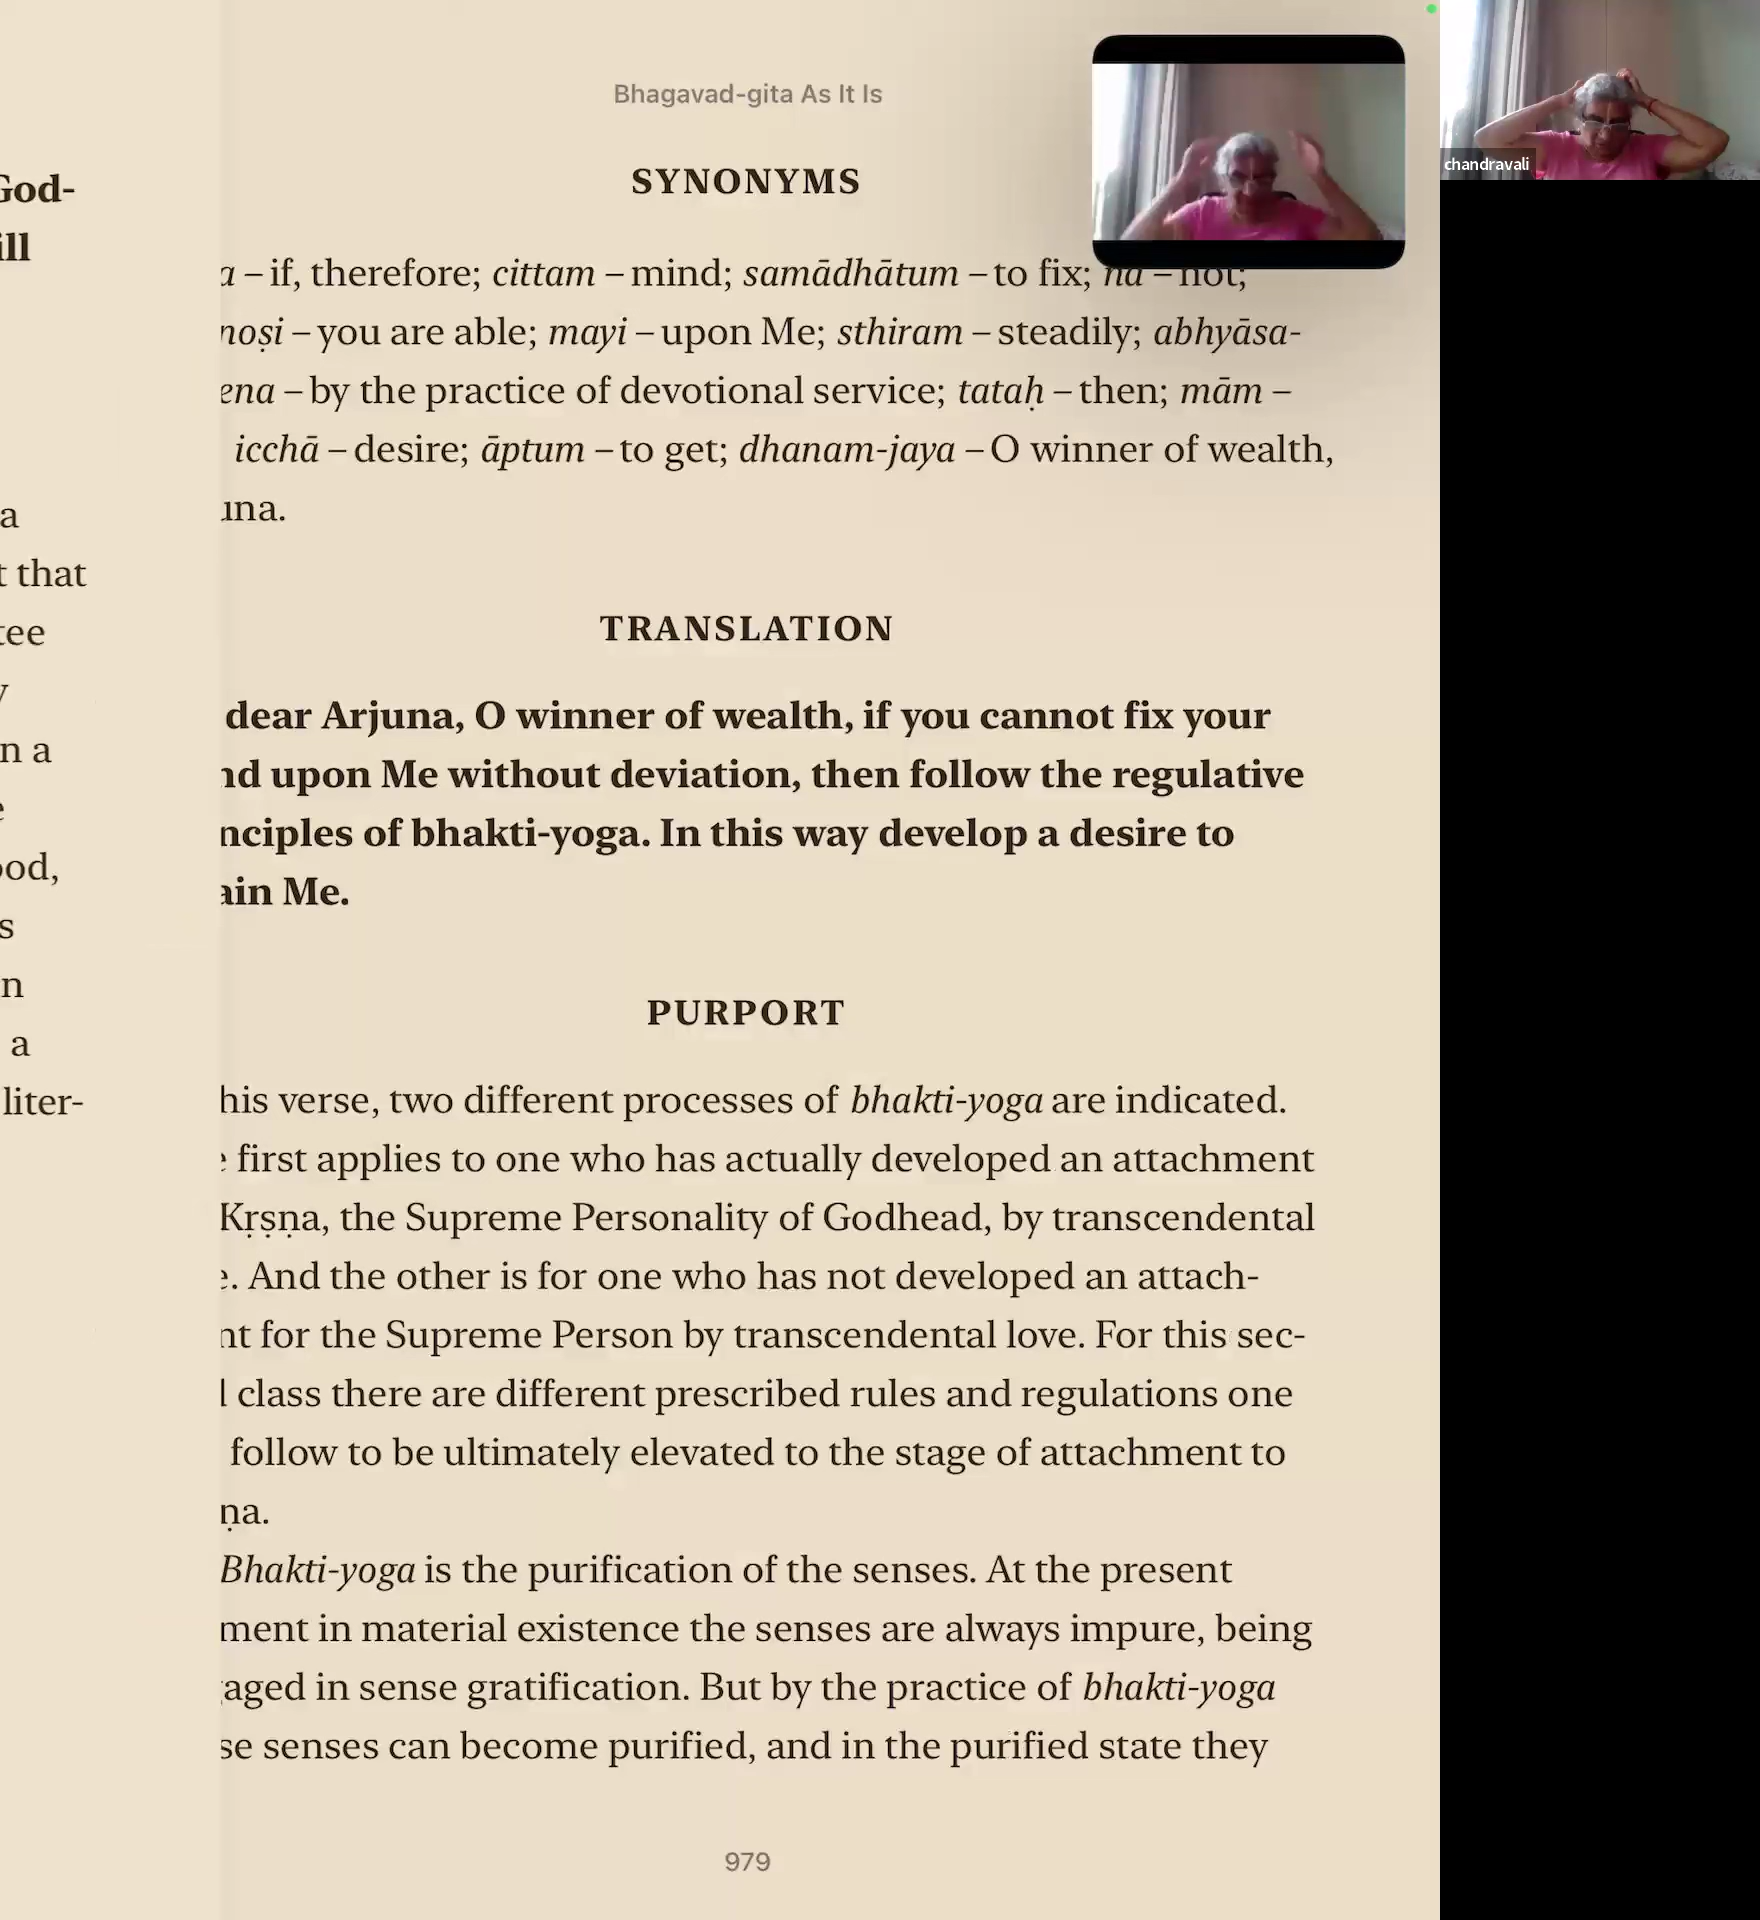 Bhagavad-gita As It Is
chandravali
God-
ill
a
t that
tee
y
n a
e
ood,
s
n
a
liter-
SYNONYMS
a – if, therefore; cittam – mind; samādhātum – to fix; na – not;
noṣi – you are able; mayi – upon Me; sthiram – steadily; abhyāsa-
ena – by the practice of devotional service; tataḥ – then; mām –
icchā – desire; āptum – to get; dhanam-jaya – O winner of wealth,
una.
TRANSLATION
dear Arjuna, O winner of wealth, if you cannot fix your
nd upon Me without deviation, then follow the regulative
nciples of bhakti-yoga. In this way develop a desire to
ain Me.
PURPORT
his verse, two different processes of bhakti-yoga are indicated.
e first applies to one who has actually developed an attachment
Kṛṣṇa, the Supreme Personality of Godhead, by transcendental
e. And the other is for one who has not developed an attach-
nt for the Supreme Person by transcendental love. For this sec-
d class there are different prescribed rules and regulations one
follow to be ultimately elevated to the stage of attachment to
ṇa.
Bhakti-yoga is the purification of the senses. At the present
ment in material existence the senses are always impure, being
gaged in sense gratification. But by the practice of bhakti-yoga
se senses can become purified, and in the purified state they
979